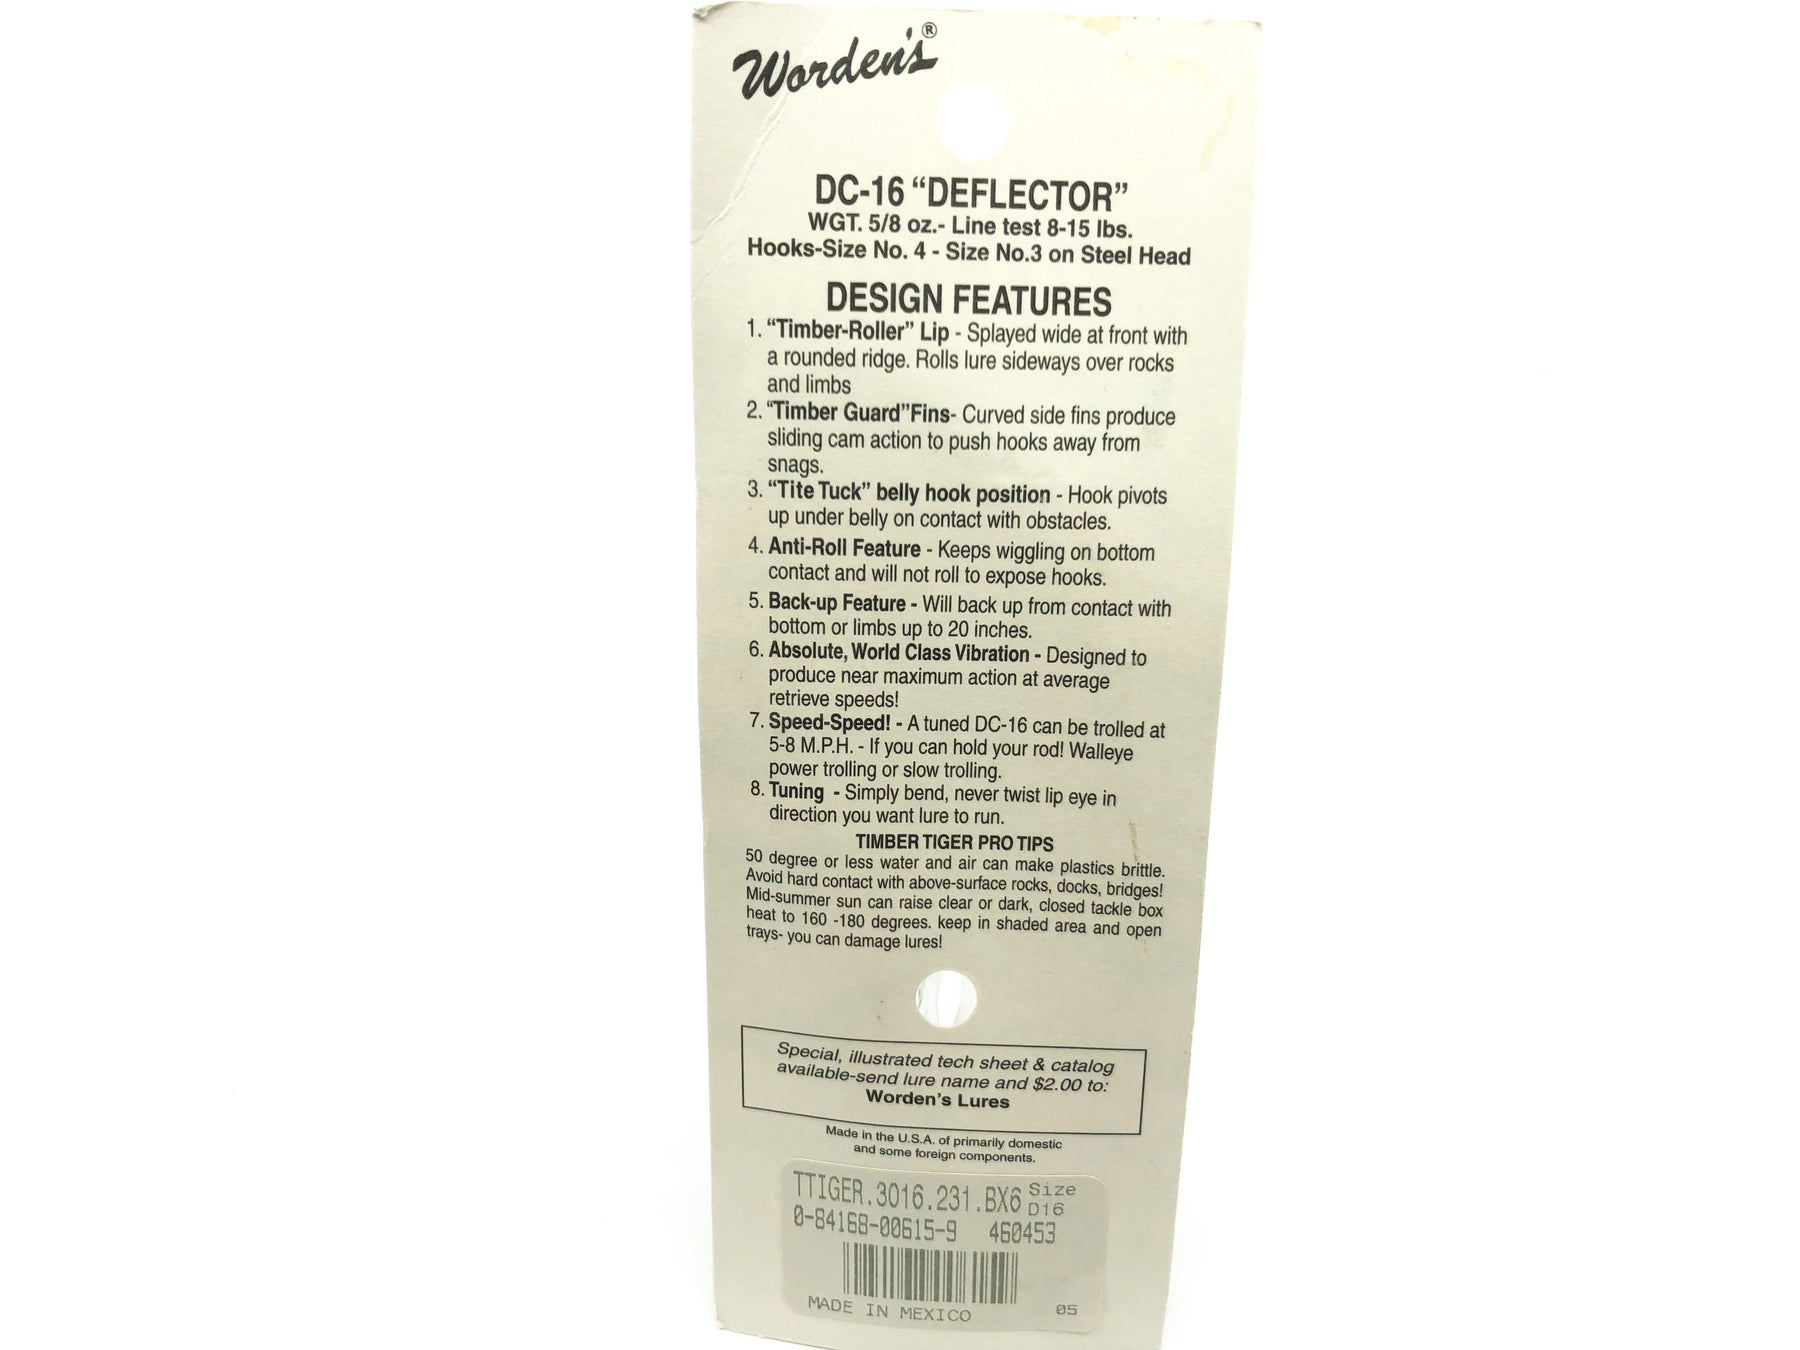 Worden's®
DC-16 “DEFLECTOR”
WGT. 5/8 oz.- Line test 8-15 lbs.
Hooks-Size No. 4 - Size No.3 on Steel Head
DESIGN FEATURES
1. “Timber-Roller” Lip - Splayed wide at front with
a rounded ridge. Rolls lure sideways over rocks
and limbs
2. “Timber Guard”Fins- Curved side fins produce
sliding cam action to push hooks away from
snags.
3. “Tite Tuck” belly hook position - Hook pivots
up under belly on contact with obstacles.
4. Anti-Roll Feature - Keeps wiggling on bottom
contact and will not roll to expose hooks.
5. Back-up Feature - Will back up from contact with
bottom or limbs up to 20 inches.
6. Absolute, World Class Vibration - Designed to
produce near maximum action at average
retrieve speeds!
7. Speed-Speed! - A tuned DC-16 can be trolled at
5-8 M.P.H. - If you can hold your rod! Walleye
power trolling or slow trolling.
8. Tuning - Simply bend, never twist lip eye in
direction you want lure to run.
TIMBER TIGER PRO TIPS
50 degree or less water and air can make plastics brittle.
Avoid hard contact with above-surface rocks, docks, bridges!
Mid-summer sun can raise clear or dark, closed tackle box
heat to 160 -180 degrees. keep in shaded area and open
trays- you can damage lures!
Special, illustrated tech sheet & catalog
available-send lure name and $2.00 to:
Worden's Lures
Made in the U.S.A. of primarily domestic
and some foreign components.
TTIGER.3016.231.BX6 Size D16
0-84168-00615-9 460453
MADE IN MEXICO 05